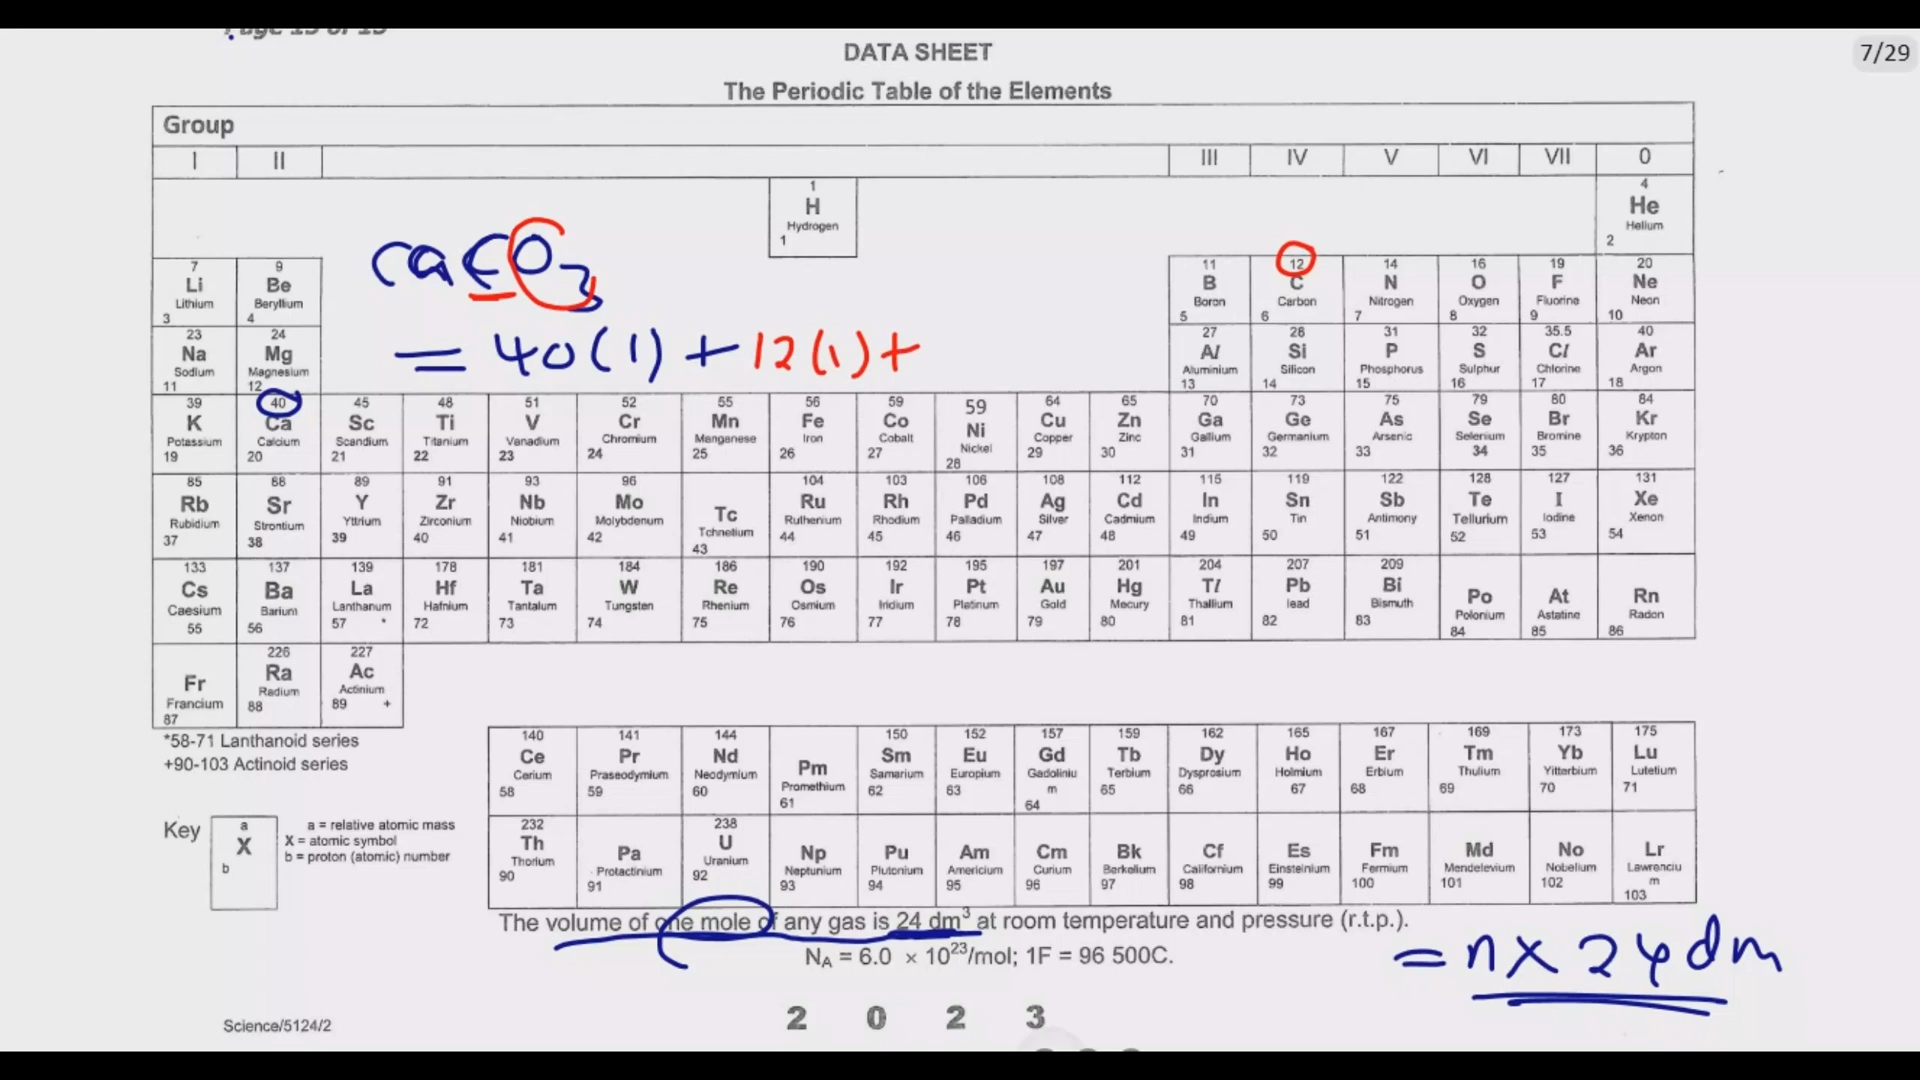 Page 15 of 15
7/29
DATA SHEET
The Periodic Table of the Elements
Group
I II III IV V VI VII 0
1 4
H He
Hydrogen Helium
1 2
caCO3
7 9 11 12 14 16 19 20
Li Be B C N O F Ne
Lithium Beryllium Boron Carbon Nitrogen Oxygen Fluorine Neon
3 4 5 6 7 8 9 10
= 40(1) + 12(1) +
23 24 27 28 31 32 35.5 40
Na Mg Al Si P S Cl Ar
Sodium Magnesium Aluminium Silicon Phosphorus Sulphur Chlorine Argon
11 12 13 14 15 16 17 18
39 40 45 48 51 52 55 56 59 59 64 65 70 73 75 79 80 84
K Ca Sc Ti V Cr Mn Fe Co Ni Cu Zn Ga Ge As Se Br Kr
Potassium Calcium Scandium Titanium Vanadium Chromium Manganese Iron Cobalt Nickel Copper Zinc Gallium Germanium Arsenic Selenium Bromine Krypton
19 20 21 22 23 24 25 26 27 28 29 30 31 32 33 34 35 36
85 88 89 91 93 96 104 103 106 108 112 115 119 122 128 127 131
Rb Sr Y Zr Nb Mo Tc Ru Rh Pd Ag Cd In Sn Sb Te I Xe
Rubidium Strontium Yttrium Zirconium Niobium Molybdenum Tchnetium Ruthenium Rhodium Palladium Silver Cadmium Indium Tin Antimony Tellurium Iodine Xenon
37 38 39 40 41 42 43 44 45 46 47 48 49 50 51 52 53 54
133 137 139 178 181 184 186 190 192 195 197 201 204 207 209
Cs Ba La Hf Ta W Re Os Ir Pt Au Hg Tl Pb Bi Po At Rn
Caesium Barium Lanthanum Hafnium Tantalum Tungsten Rhenium Osmium Iridium Platinum Gold Mecury Thallium lead Bismuth Polonium Astatine Radon
55 56 57 * 72 73 74 75 76 77 78 79 80 81 82 83 84 85 86
226 227
Fr Ra Ac
Francium Radium Actinium
87 88 89 +
*58-71 Lanthanoid series
+90-103 Actinoid series
140 141 144 150 152 157 159 162 165 167 169 173 175
Ce Pr Nd Pm Sm Eu Gd Tb Dy Ho Er Tm Yb Lu
Cerium Praseodymium Neodymium Promethium Samarium Europium Gadoliniu m Terbium Dysprosium Holmium Erbium Thulium Yitterbium Lutetium
58 59 60 61 62 63 64 65 66 67 68 69 70 71
Key a X b
a = relative atomic mass
X = atomic symbol
b = proton (atomic) number
232 238
Th Pa U Np Pu Am Cm Bk Cf Es Fm Md No Lr
Thorium Protactinium Uranium Neptunium Plutonium Americium Curium Berkelium Californium Einsteinium Fermium Mendelevium Nobelium Lawrenciu m
90 91 92 93 94 95 96 97 98 99 100 101 102 103
The volume of one mole of any gas is 24 dm³ at room temperature and pressure (r.t.p.).
N_A = 6.0 × 10²³/mol; 1F = 96 500C.
= n x 24dm
2 0 2 3
Science/5124/2